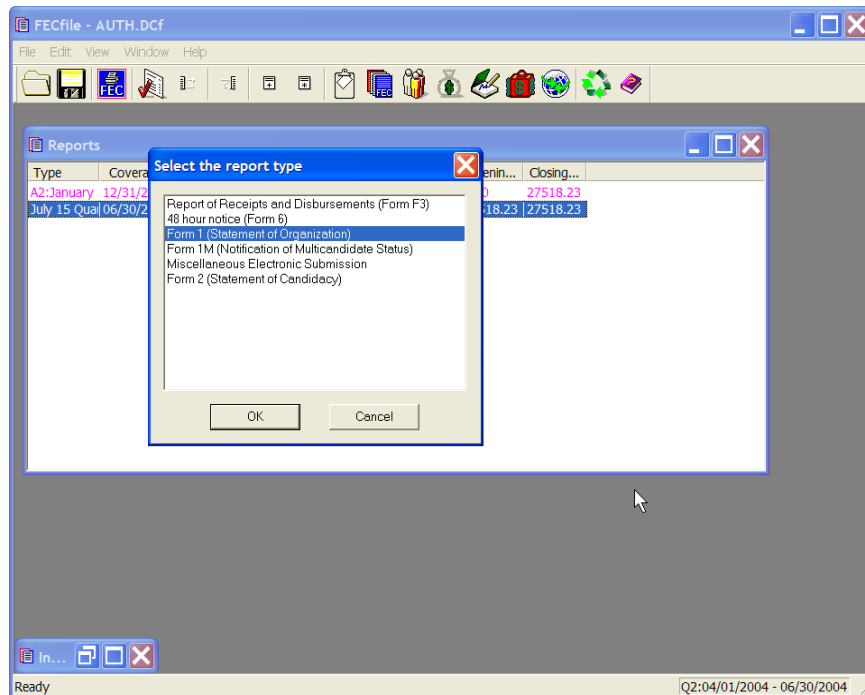 FECfile - AUTH.DCf
File Edit View Window Help
FEC FEC
Reports
Type Covera enin... Closing...
A2:January 12/31/2 0 27518.23
July 15 Quai 06/30/2 518.23 27518.23
Select the report type
Report of Receipts and Disbursements (Form F3)
48 hour notice (Form 6)
Form 1 (Statement of Organization)
Form 1M (Notification of Multicandidate Status)
Miscellaneous Electronic Submission
Form 2 (Statement of Candidacy)
OK Cancel
In...
Ready Q2:04/01/2004 - 06/30/2004